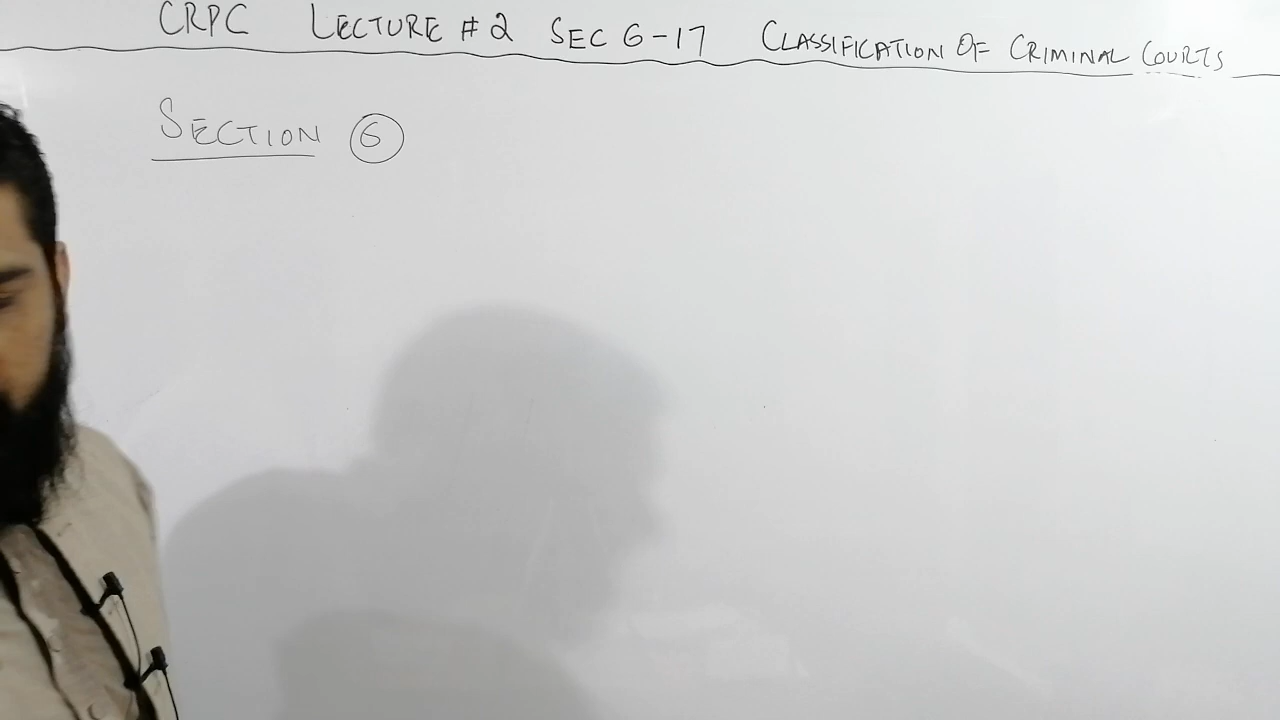 CRPC LECTURE # 2 SEC 6-17 CLASSIFICATION OF CRIMINAL COURTS
SECTION 6